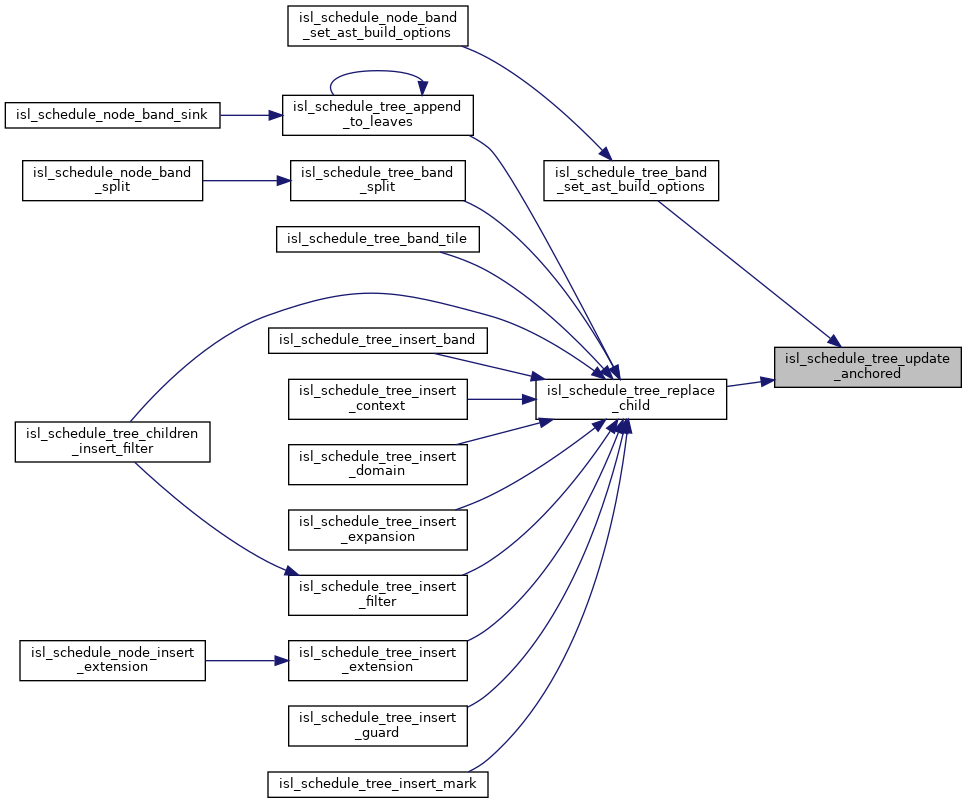 isl_schedule_node_band
_set_ast_build_options
isl_schedule_tree_append
_to_leaves
isl_schedule_node_band_sink
isl_schedule_node_band
_split
isl_schedule_tree_band
_split
isl_schedule_tree_band
_set_ast_build_options
isl_schedule_tree_band_tile
isl_schedule_tree_insert_band
isl_schedule_tree_update
_anchored
isl_schedule_tree_insert
_context
isl_schedule_tree_replace
_child
isl_schedule_tree_children
_insert_filter
isl_schedule_tree_insert
_domain
isl_schedule_tree_insert
_expansion
isl_schedule_tree_insert
_filter
isl_schedule_node_insert
_extension
isl_schedule_tree_insert
_extension
isl_schedule_tree_insert
_guard
isl_schedule_tree_insert_mark